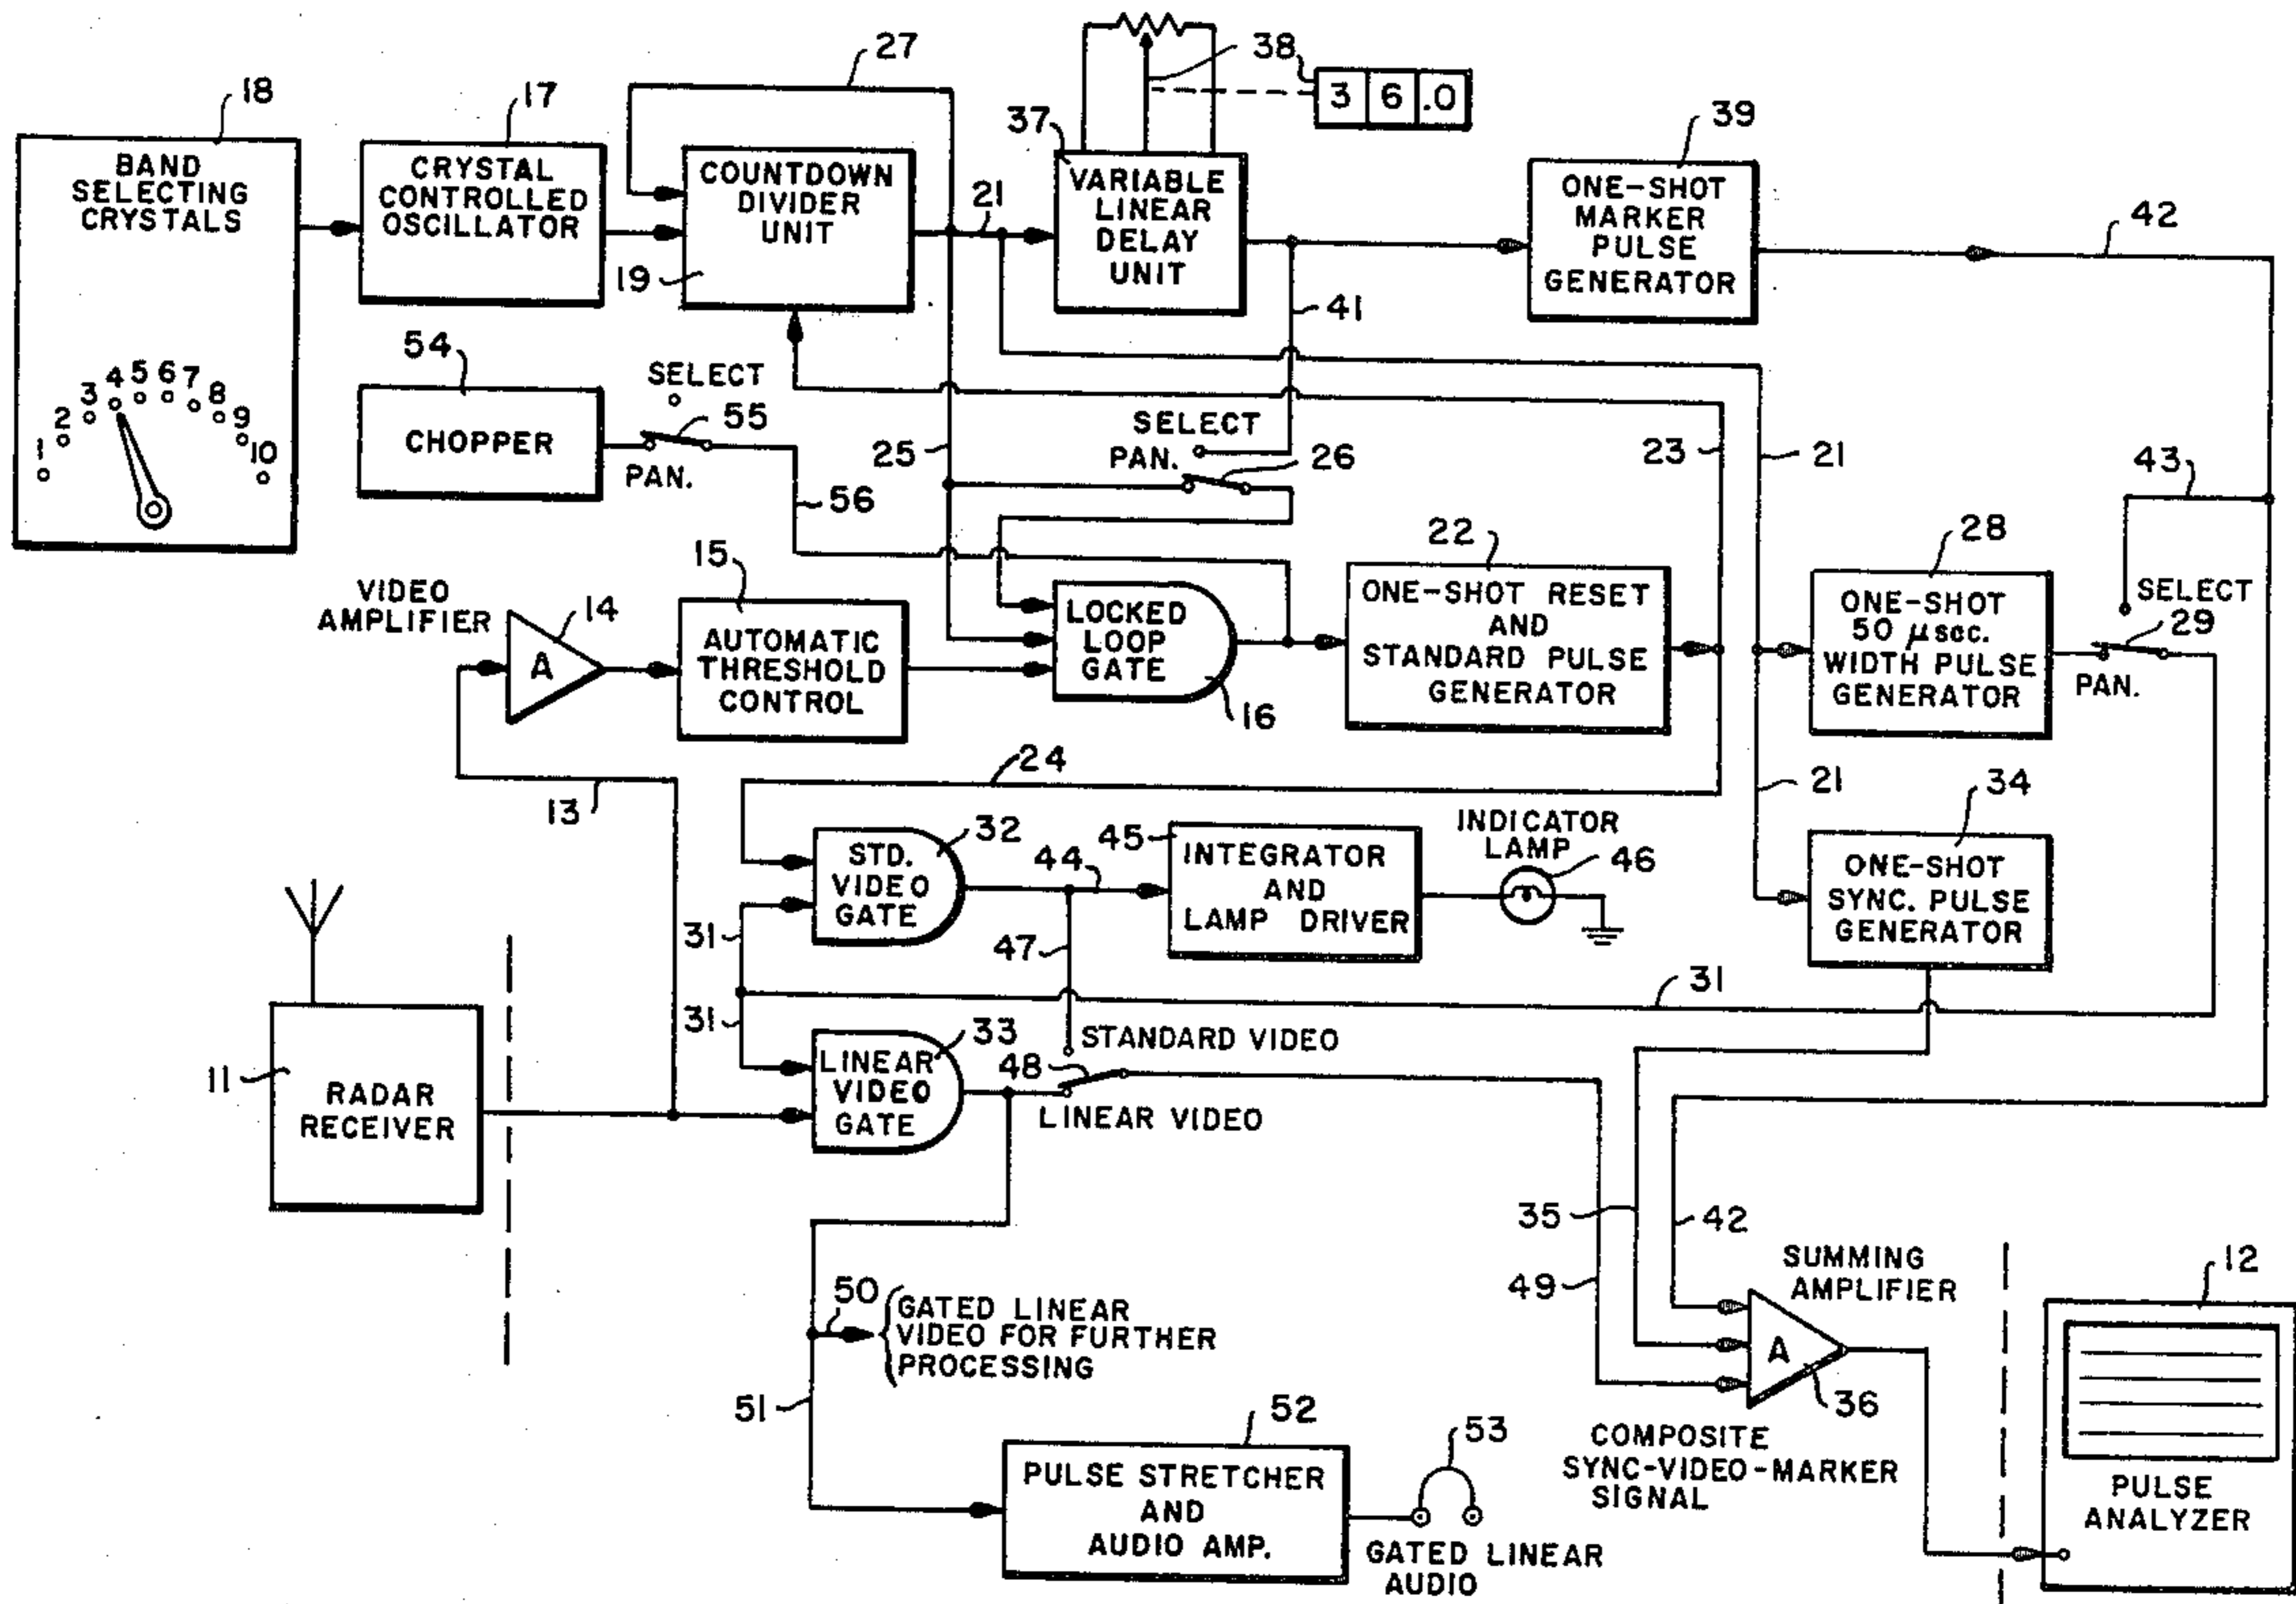 18
BAND
SELECTING
CRYSTALS
1 2 3 4 5 6 7 8 9 10
17
CRYSTAL
CONTROLLED
OSCILLATOR
27
COUNTDOWN
DIVIDER
UNIT
19
21
38
3 6 .0
37
VARIABLE
LINEAR
DELAY
UNIT
39
ONE-SHOT
MARKER
PULSE
GENERATOR
42
41
54
CHOPPER
SELECT
55
PAN.
56
25
SELECT
PAN.
26
23
21
43
VIDEO
AMPLIFIER
14
A
15
AUTOMATIC
THRESHOLD
CONTROL
LOCKED
LOOP
GATE
16
22
ONE-SHOT RESET
AND
STANDARD PULSE
GENERATOR
28
ONE-SHOT
50 μsec.
WIDTH PULSE
GENERATOR
SELECT
29
PAN.
13
24
21
34
ONE-SHOT
SYNC. PULSE
GENERATOR
STD.
VIDEO
GATE
32
44
45
INTEGRATOR
AND
LAMP DRIVER
INDICATOR
LAMP
46
31
47
31
31
11
RADAR
RECEIVER
LINEAR
VIDEO
GATE
33
STANDARD VIDEO
48
LINEAR VIDEO
35
42
49
50
GATED LINEAR
VIDEO FOR FURTHER
PROCESSING
51
SUMMING
AMPLIFIER
A
36
12
PULSE
ANALYZER
COMPOSITE
SYNC-VIDEO-MARKER
SIGNAL
52
PULSE STRETCHER
AND
AUDIO AMP.
53
GATED LINEAR
AUDIO